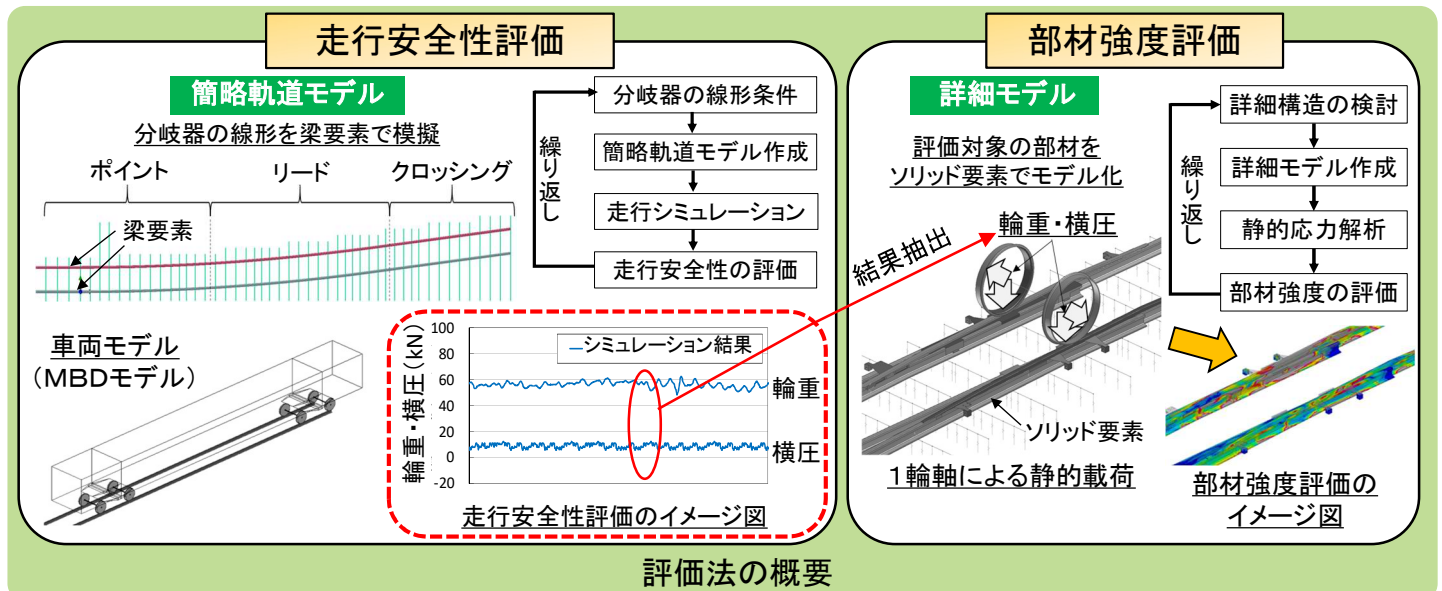 走行安全性評価
簡略軌道モデル
分岐器の線形を梁要素で模擬
ポイント
リード
クロッシング
梁要素
車両モデル
(MBDモデル)
分岐器の線形条件
簡略軌道モデル作成
走行シミュレーション
走行安全性の評価
繰り返し
輪重・横圧(kN)
100
80
60
40
20
0
-20
シミュレーション結果
輪重
横圧
走行安全性評価のイメージ図
結果抽出
部材強度評価
詳細モデル
評価対象の部材を
ソリッド要素でモデル化
輪重・横圧
ソリッド要素
1輪軸による静的載荷
詳細構造の検討
詳細モデル作成
静的応力解析
部材強度の評価
繰り返し
部材強度評価の
イメージ図
評価法の概要